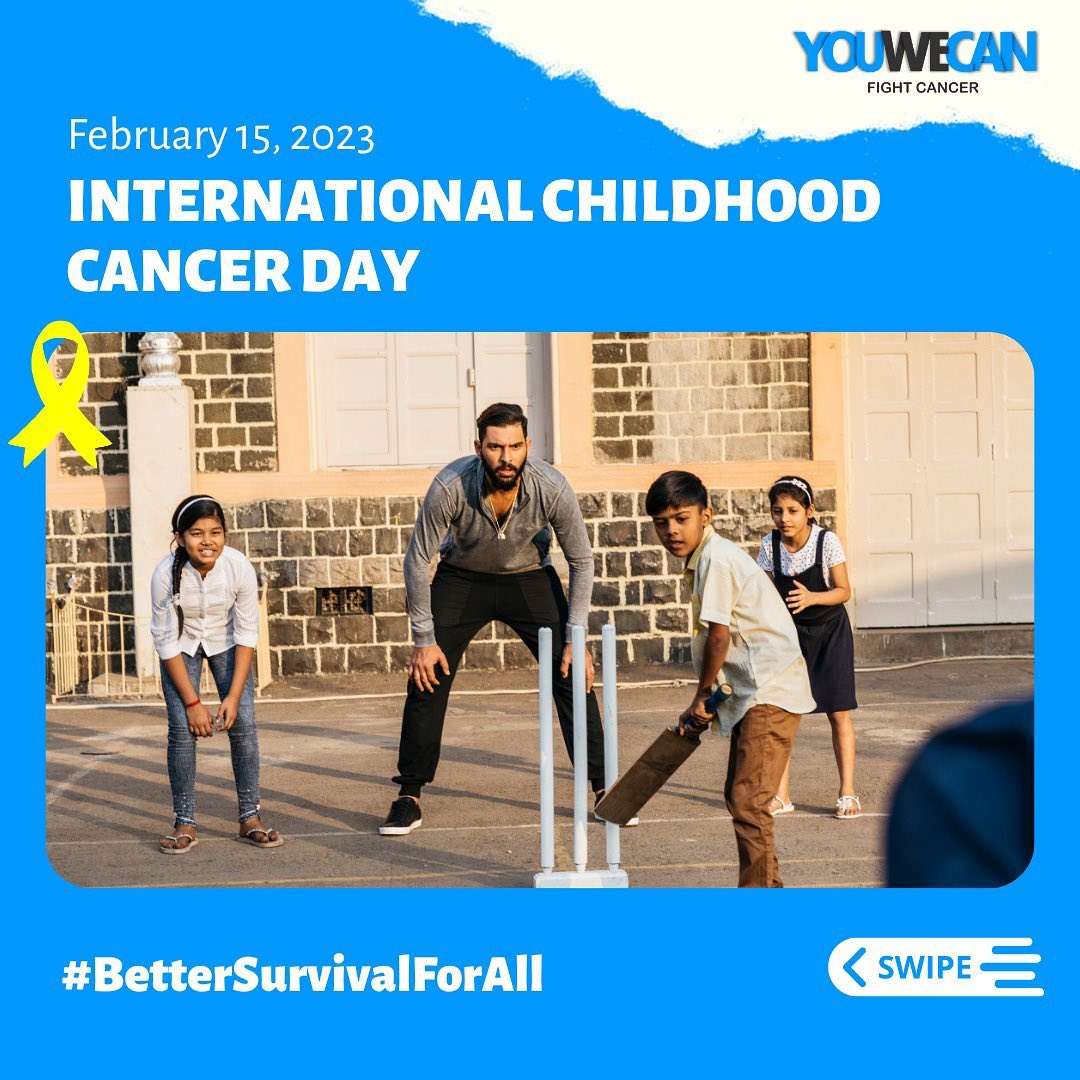 YOUWECAN
FIGHT CANCER
February 15, 2023
INTERNATIONAL CHILDHOOD
CANCER DAY
#BetterSurvivalForAll
SWIPE